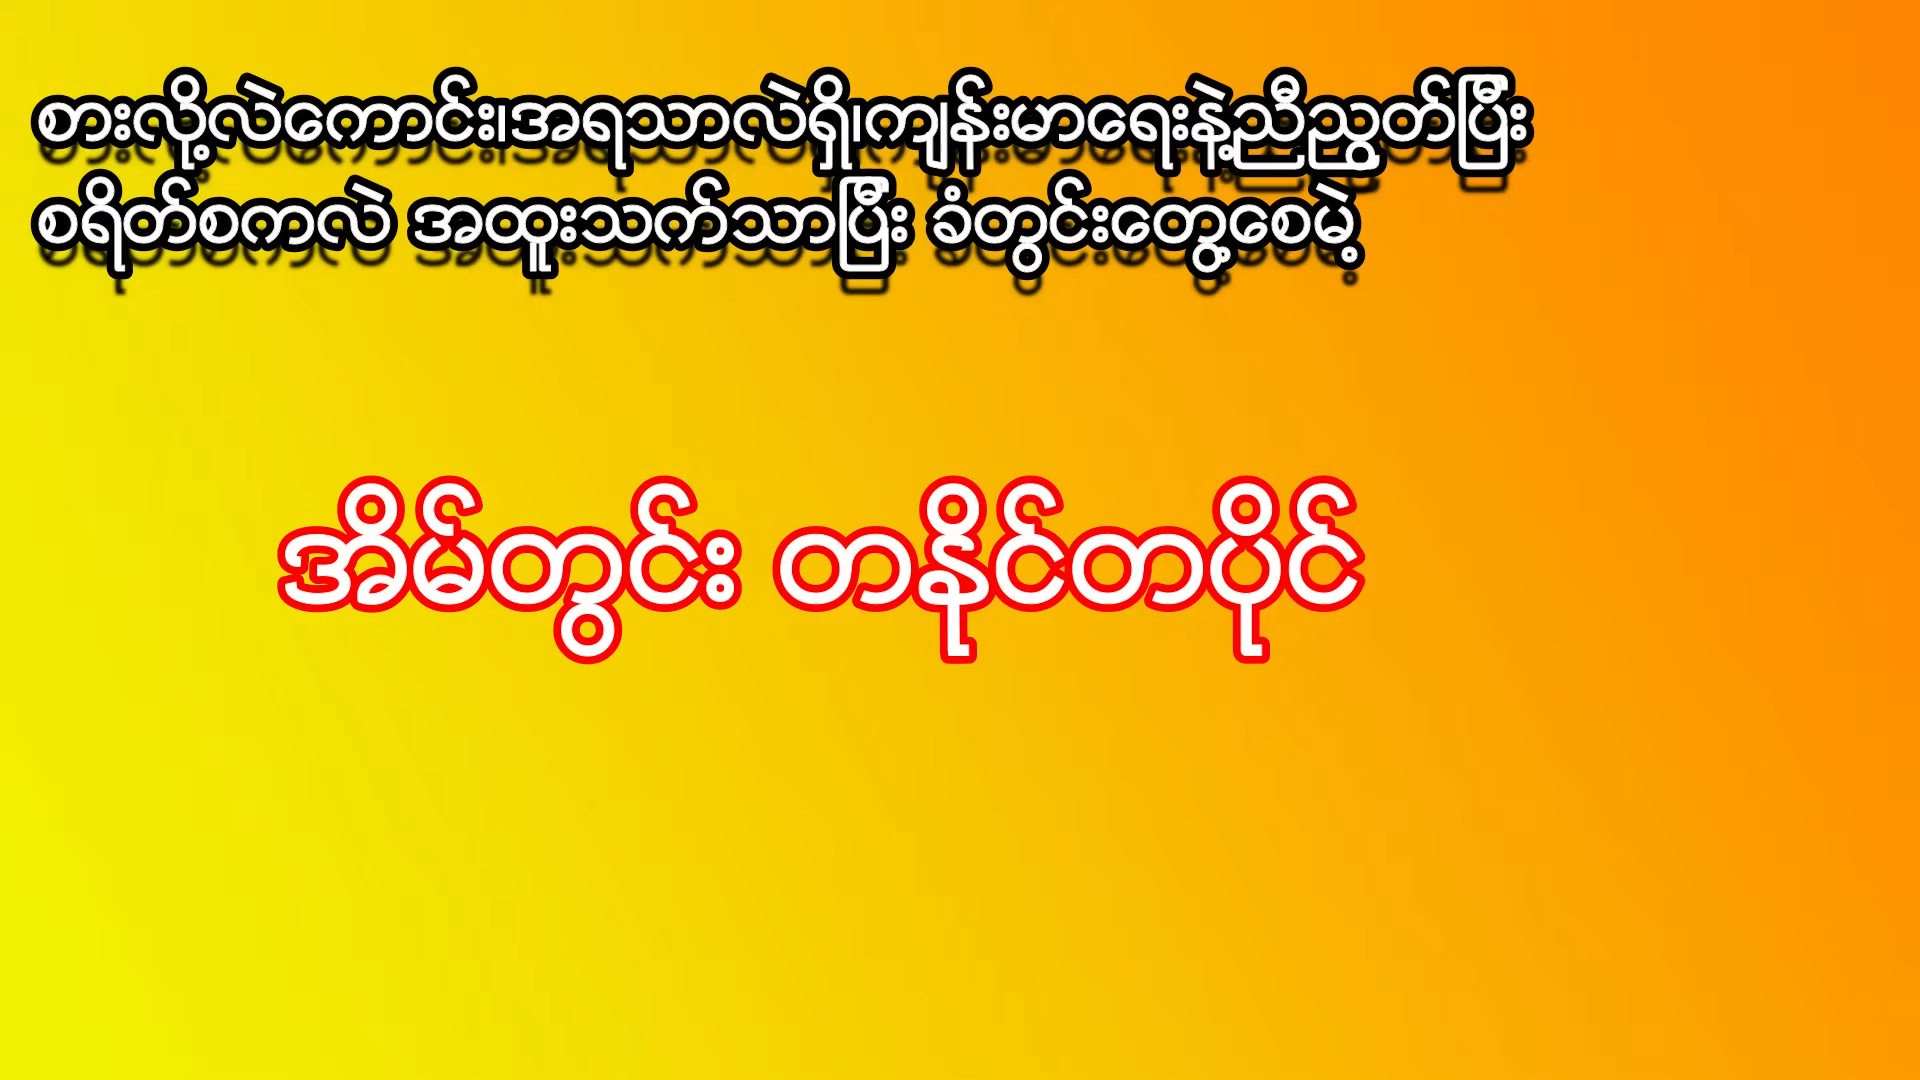 စားလို့လဲကောင်း၊အရသာလဲရှိ၊ကျန်းမာရေးနဲ့ညီညွတ်ပြီး
စရိတ်စကလဲ အထူးသက်သာပြီး ခံတွင်းတွေ့စေမဲ့
အိမ်တွင်း တနိုင်တပိုင်